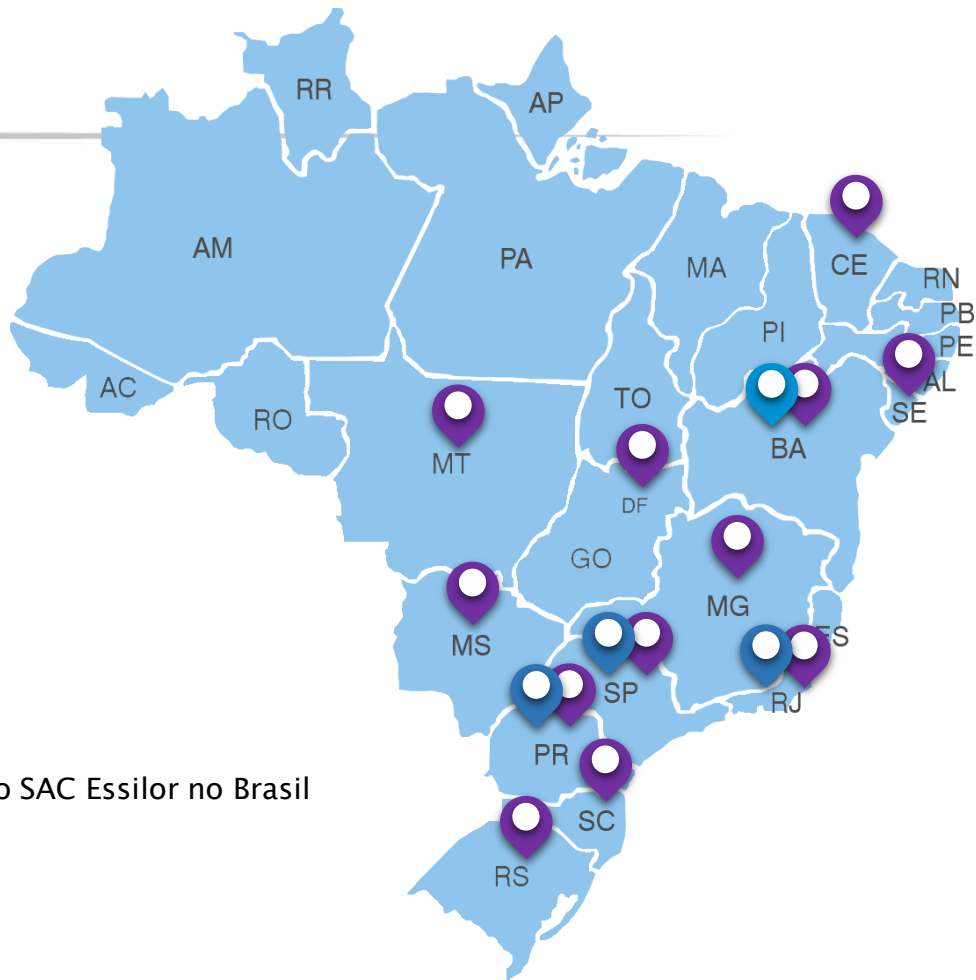 RR
AP
AM
PA
MA
CE
RN
PB
PI
PE
AC
AL
TO
RO
SE
BA
MT
DF
GO
MG
ES
MS
SP
RJ
PR
o SAC Essilor no Brasil
SC
RS